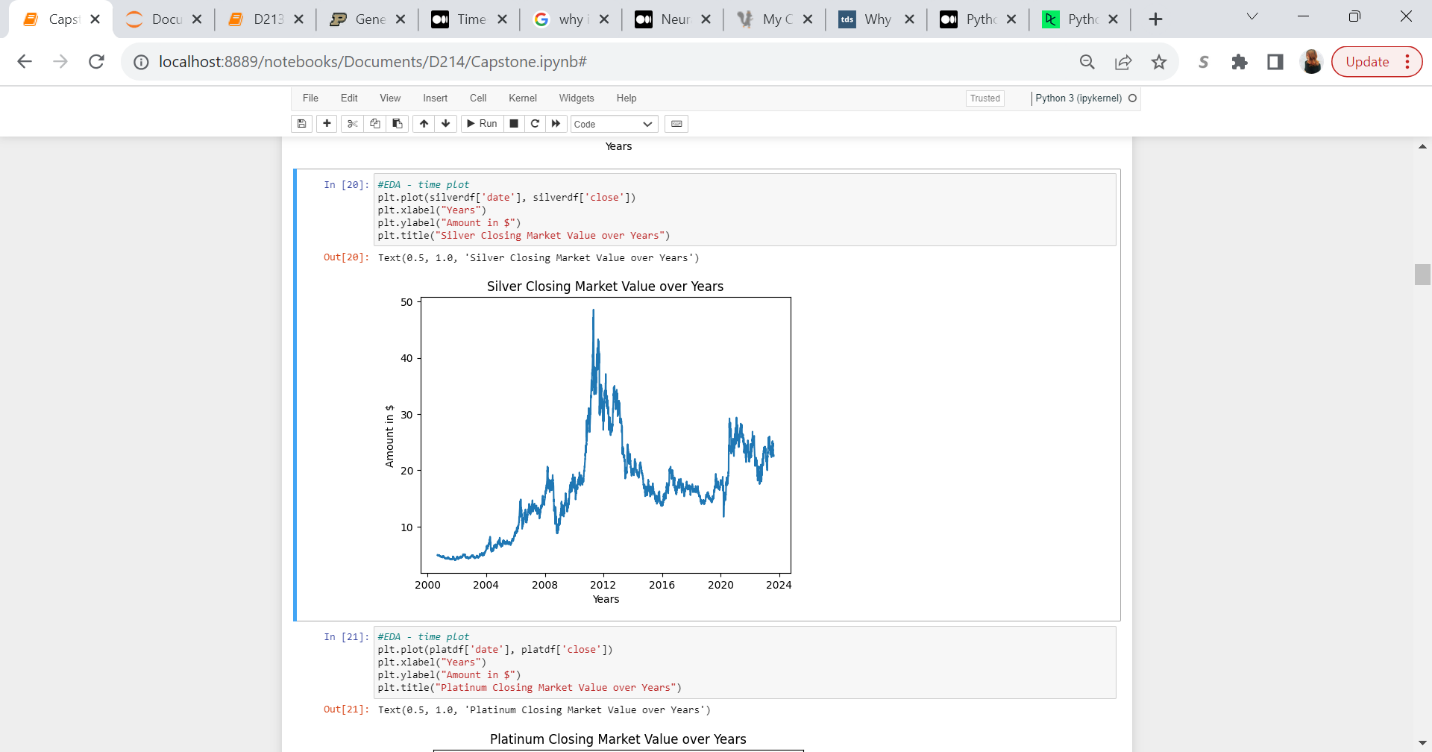 Caps
Docu
D213
Gene
Time
why i
Neur
My C
tds
Why
Pytho
Pytho
localhost:8889/notebooks/Documents/D214/Capstone.ipynb#
S
Update
File Edit View Insert Cell Kernel Widgets Help
Trusted
Python 3 (ipykernel)
Run
Code
Years
In [20]:
#EDA - time plot
plt.plot(silverdf['date'], silverdf['close'])
plt.xlabel("Years")
plt.ylabel("Amount in $")
plt.title("Silver Closing Market Value over Years")
Out[20]: Text(0.5, 1.0, 'Silver Closing Market Value over Years')
Silver Closing Market Value over Years
50
40
30
20
10
Amount in $
2000 2004 2008 2012 2016 2020 2024
Years
In [21]:
#EDA - time plot
plt.plot(platdf['date'], platdf['close'])
plt.xlabel("Years")
plt.ylabel("Amount in $")
plt.title("Platinum Closing Market Value over Years")
Out[21]: Text(0.5, 1.0, 'Platinum Closing Market Value over Years')
Platinum Closing Market Value over Years